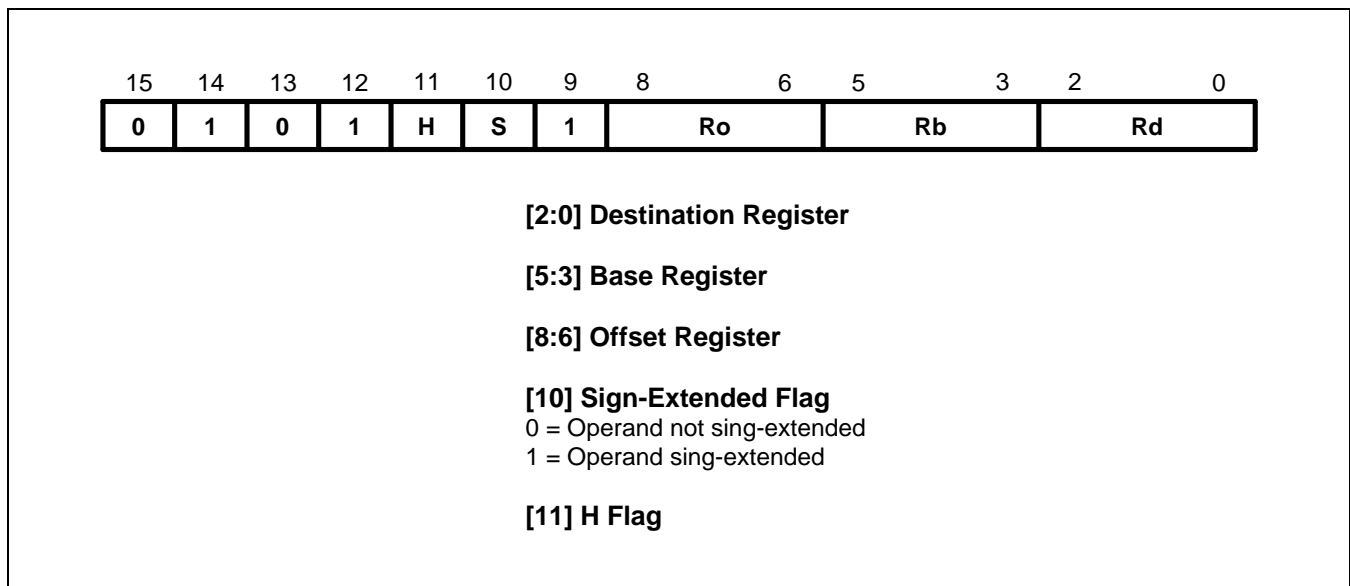 15 14 13 12 11 10 9 8 6 5 3 2 0
0 1 0 1 H S 1 Ro Rb Rd
[2:0] Destination Register
[5:3] Base Register
[8:6] Offset Register
[10] Sign-Extended Flag
0 = Operand not sing-extended
1 = Operand sing-extended
[11] H Flag